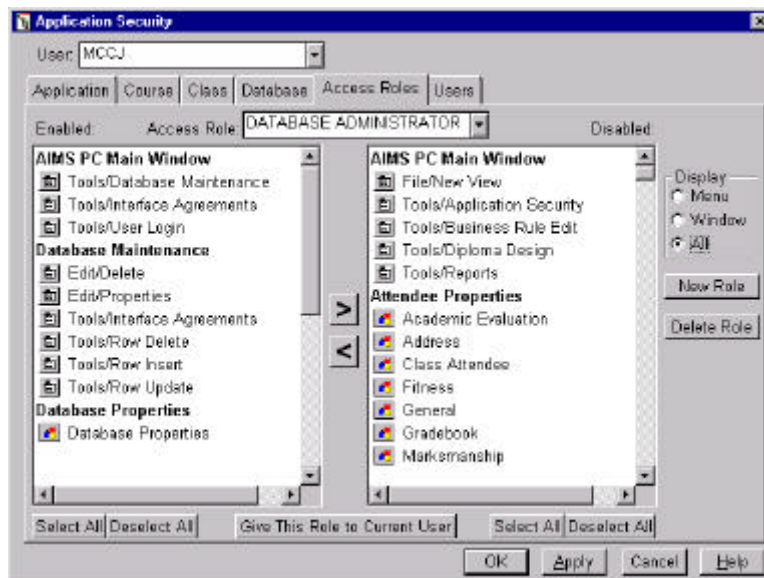 Application Security
User: MCCJ
Application Course Class Database Access Roles Users
Enabled: Access Role: DATABASE ADMINISTRATOR Disabled:
AIMS PC Main Window
Tools/Database Maintenance
Tools/Interface Agreements
Tools/User Login
Database Maintenance
Edit/Delete
Edit/Properties
Tools/Interface Agreements
Tools/Row Delete
Tools/Row Insert
Tools/Row Update
Database Properties
Database Properties
>
<
AIMS PC Main Window
File/New View
Tools/Application Security
Tools/Business Rule Edit
Tools/Diploma Design
Tools/Reports
Attendee Properties
Academic Evaluation
Address
Class Attendee
Fitness
General
Gradebook
Marksmanship
Display
Menu
Window
All
New Role
Delete Role
Select All Deselect All Give This Role to Current User Select All Deselect All
OK Apply Cancel Help